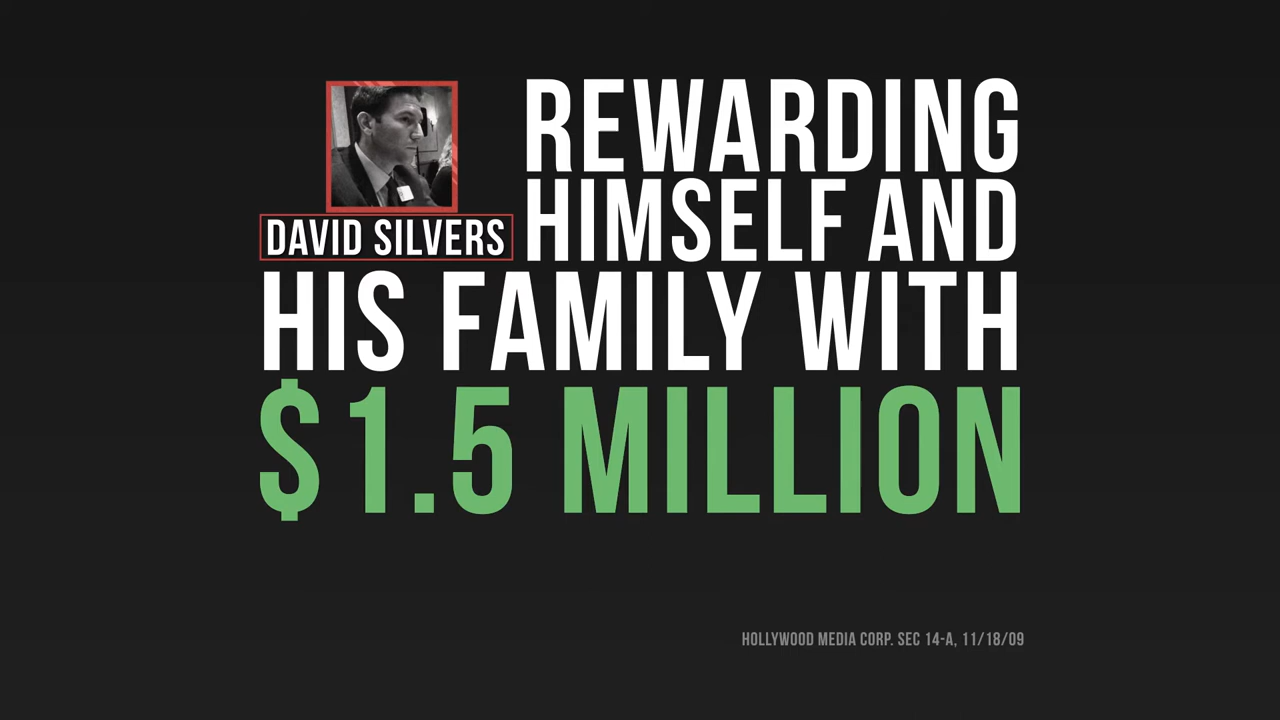 REWARDING
HIMSELF AND
DAVID SILVERS
HIS FAMILY WITH
$1.5 MILLION
HOLLYWOOD MEDIA CORP. SEC 14-A, 11/18/09